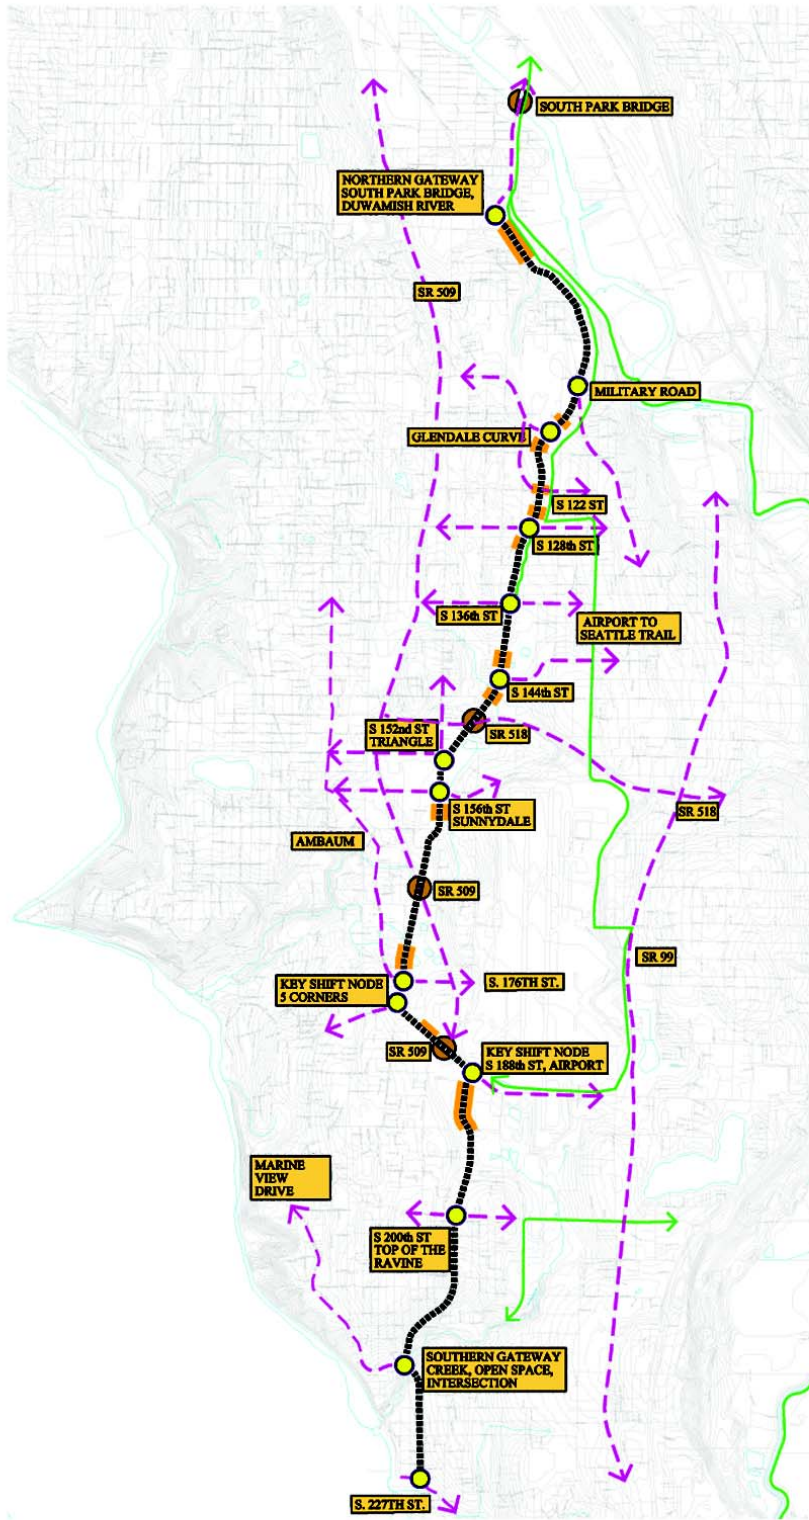 SOUTH PARK BRIDGE
NORTHERN GATEWAY
SOUTH PARK BRIDGE,
DUWAMISH RIVER
SR 509
MILITARY ROAD
GLENDALE CURVE
S 122 ST
S 128th ST
S 136th ST
AIRPORT TO
SEATTLE TRAIL
S 144th ST
S 152nd ST
TRIANGLE
SR 518
S 156th ST
SUNNYDALE
SR 518
AMBAUM
SR 509
SR 99
S. 176TH ST.
KEY SHIFT NODE
5 CORNERS
SR 509
KEY SHIFT NODE
S 188th ST, AIRPORT
MARINE
VIEW
DRIVE
S 200th ST
TOP OF THE
RAVINE
SOUTHERN GATEWAY
CREEK, OPEN SPACE,
INTERSECTION
S. 227TH ST.